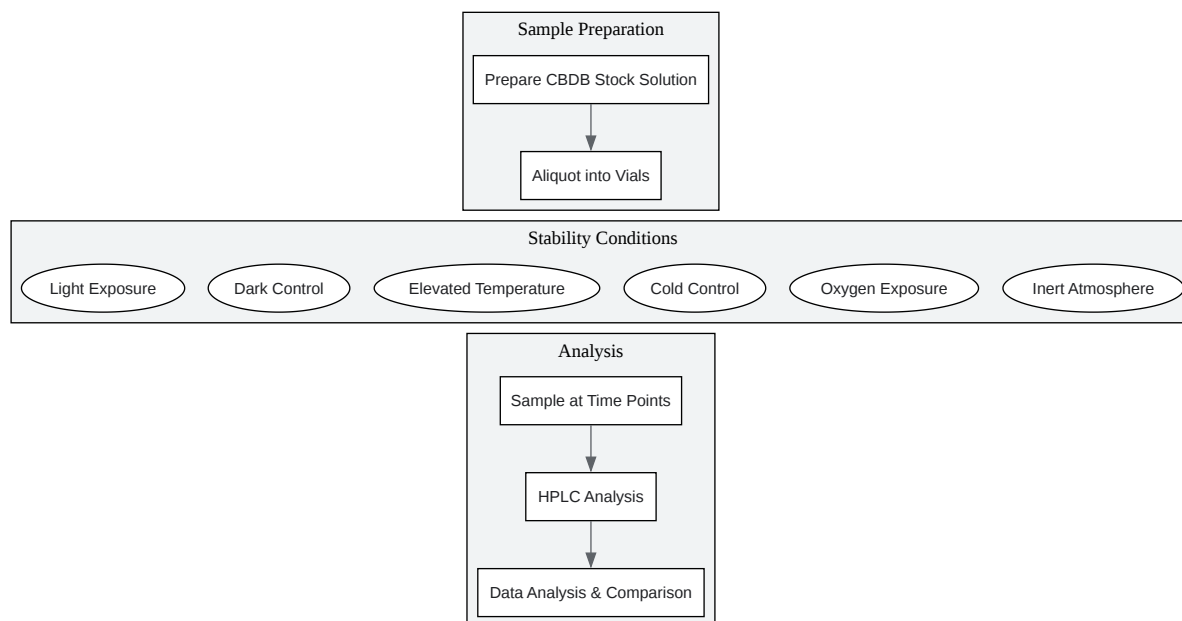 Sample Preparation
Prepare CBDB Stock Solution
Aliquot into Vials
Stability Conditions
Light Exposure
Dark Control
Elevated Temperature
Cold Control
Oxygen Exposure
Inert Atmosphere
Analysis
Sample at Time Points
HPLC Analysis
Data Analysis & Comparison